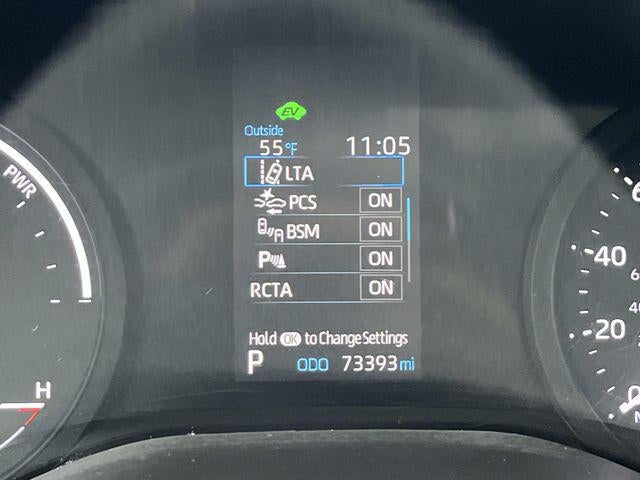 EV
Outside
55°F 11:05
LTA
PCS ON
BSM ON
P ON
RCTA ON
Hold OK to Change Settings
P ODO 73393 mi
PWR
H
40
20
0